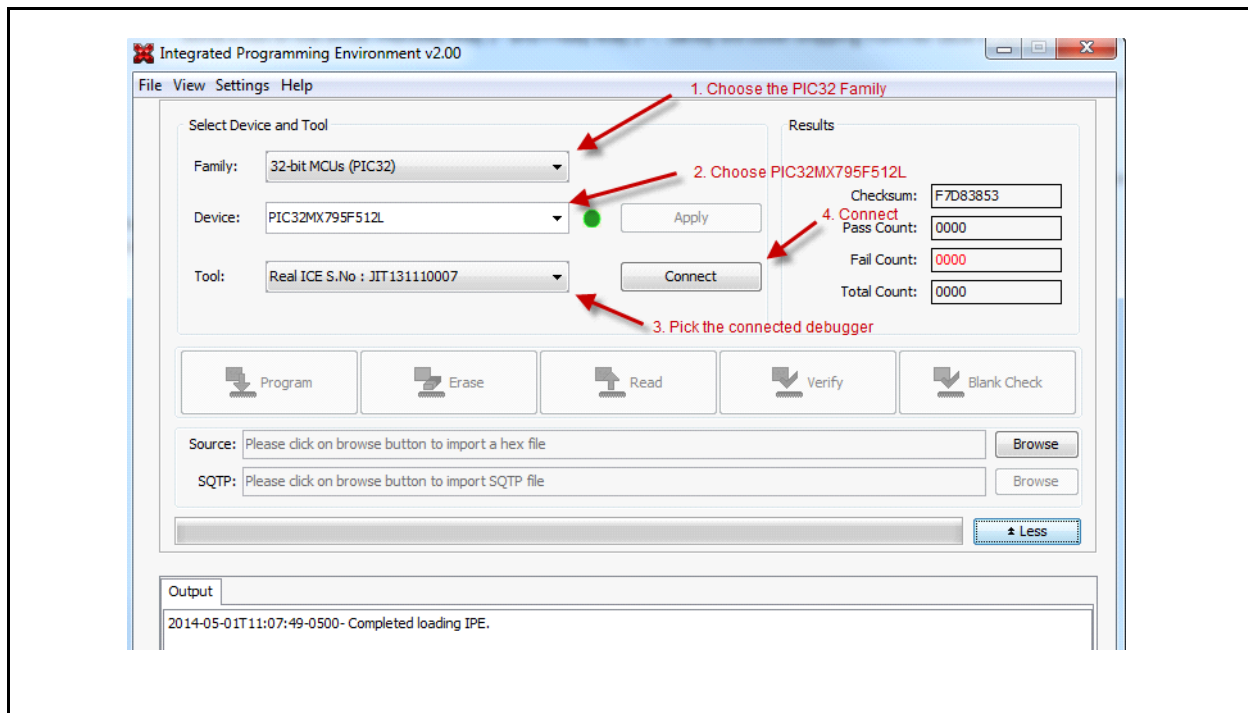 Integrated Programming Environment v2.00
File View Settings Help
1. Choose the PIC32 Family
Select Device and Tool
Results
Family:
32-bit MCUs (PIC32)
2. Choose PIC32MX795F512L
Checksum:
F7D83853
Device:
PIC32MX795F512L
Apply
4. Connect
Pass Count:
0000
Fail Count:
0000
Tool:
Real ICE S.No : JIT131110007
Connect
Total Count:
0000
3. Pick the connected debugger
Program
Erase
Read
Verify
Blank Check
Source:
Please click on browse button to import a hex file
Browse
SQTP:
Please click on browse button to import SQTP file
Browse
Less
Output
2014-05-01T11:07:49-0500- Completed loading IPE.